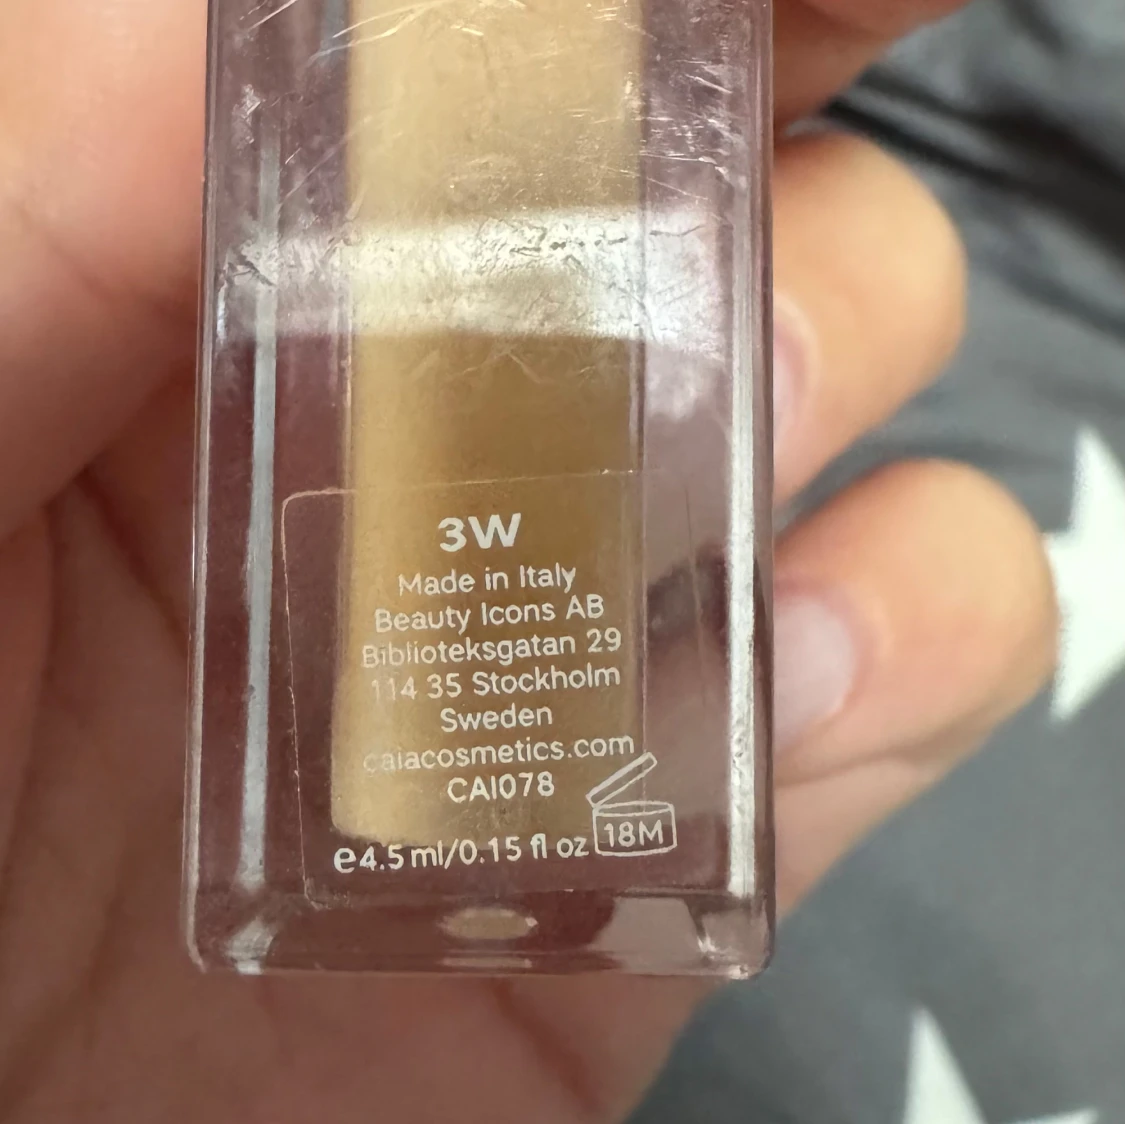 3W
Made in Italy
Beauty Icons AB
Biblioteksgatan 29
114 35 Stockholm
Sweden
caiacosmetics.com
CAI078
e4.5 ml/0.15 fl oz 18M